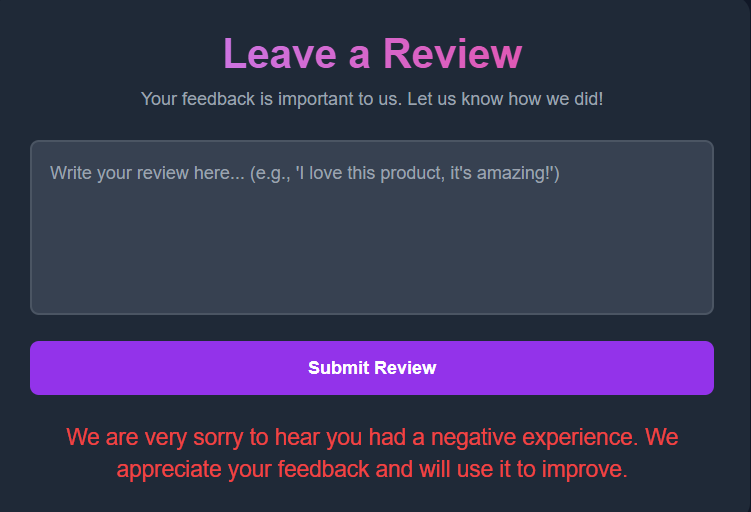 Leave a Review
Your feedback is important to us. Let us know how we did!
Write your review here... (e.g., 'I love this product, it's amazing!')
Submit Review
We are very sorry to hear you had a negative experience. We
appreciate your feedback and will use it to improve.